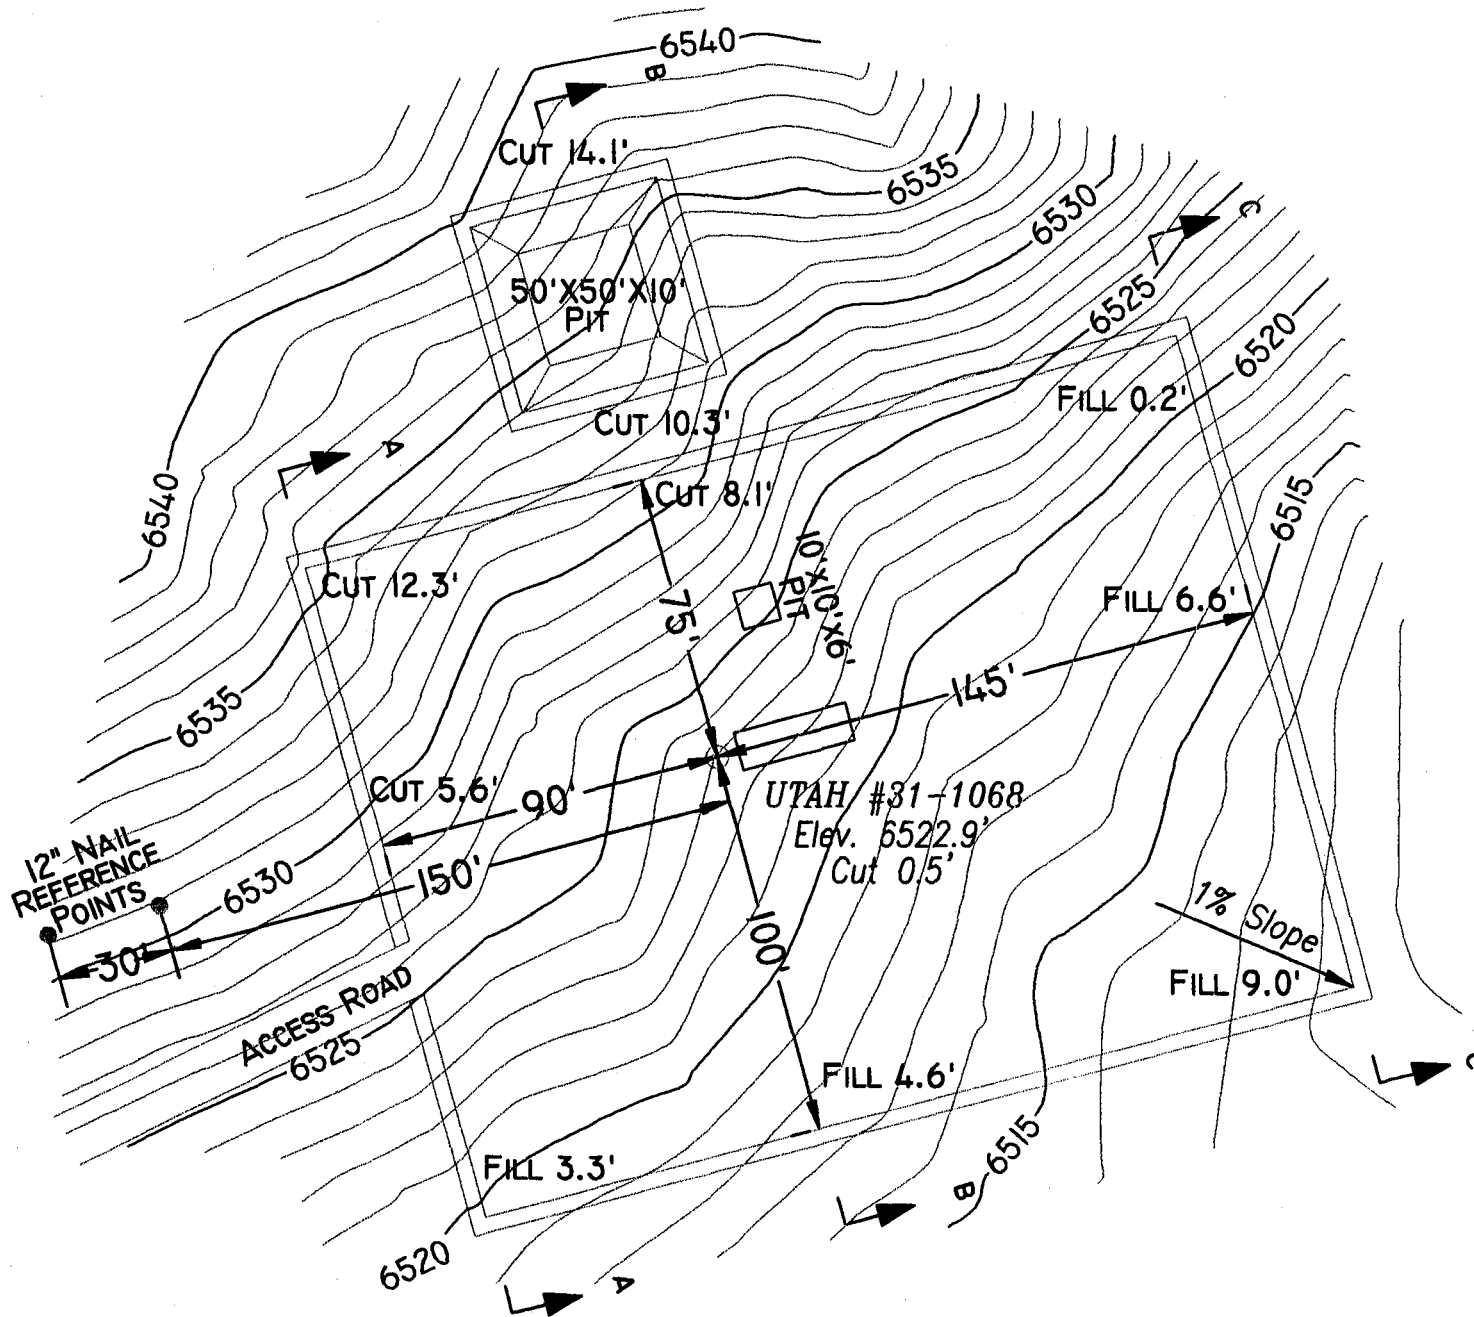 6540
B
CUT 14.1'
6535
6530
C
50'X50'X10'
PIT
6525
6520
FILL 0.2'
CUT 10.3'
A
6540
CUT 8.1'
6515
10'X10'X6'
PIT
CUT 12.3'
75'
FILL 6.6'
145'
6535
CUT 5.6'
90'
UTAH #31-1068
Elev. 6522.9'
Cut 0.5'
150'
12" NAIL
REFERENCE
POINTS
6530
30'
100'
1% Slope
FILL 9.0'
ACCESS ROAD
6525
FILL 4.6'
C
6515
FILL 3.3'
B
6520
A